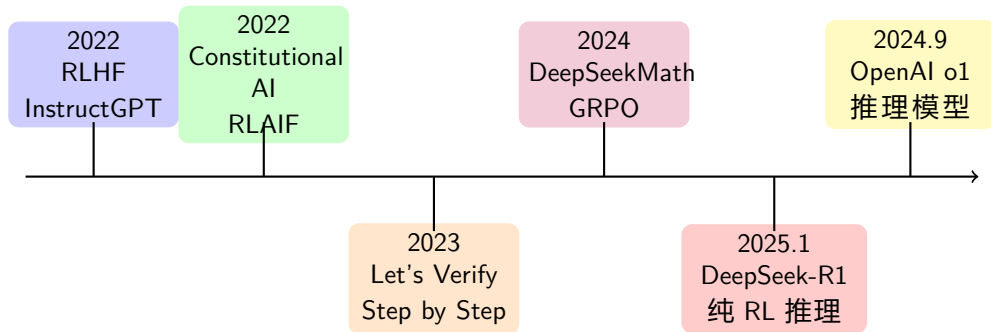 2022
RLHF
InstructGPT
2022
Constitutional
AI
RLAIF
2023
Let's Verify
Step by Step
2024
DeepSeekMath
GRPO
2025.1
DeepSeek-R1
纯 RL 推理
2024.9
OpenAI o1
推理模型